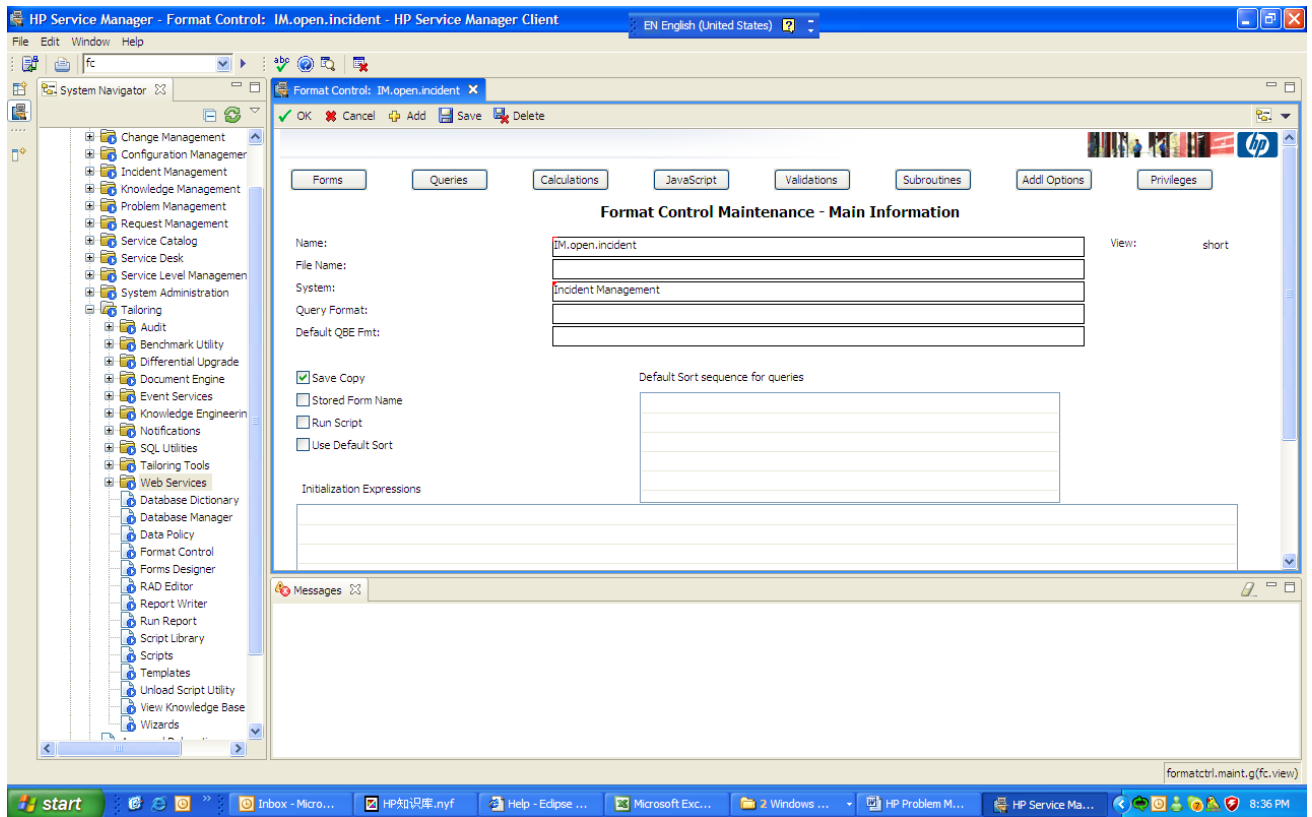 HP Service Manager - Format Control: IM.open.incident - HP Service Manager Client
EN English (United States)
File Edit Window Help
fc
System Navigator
Format Control: IM.open.incident
OK Cancel Add Save Delete
Change Management
Configuration Managemer
Incident Management
Knowledge Management
Problem Management
Request Management
Service Catalog
Service Desk
Service Level Managemen
System Administration
Tailoring
Audit
Benchmark Utility
Differential Upgrade
Document Engine
Event Services
Knowledge Engineerin
Notifications
SQL Utilities
Tailoring Tools
Web Services
Database Dictionary
Database Manager
Data Policy
Format Control
Forms Designer
RAD Editor
Report Writer
Run Report
Script Library
Scripts
Templates
Unload Script Utility
View Knowledge Base
Wizards
hp
Forms Queries Calculations JavaScript Validations Subroutines Addl Options Privileges
Format Control Maintenance - Main Information
Name: IM.open.incident View: short
File Name:
System: Incident Management
Query Format:
Default QBE Fmt:
Save Copy Default Sort sequence for queries
Stored Form Name
Run Script
Use Default Sort
Initialization Expressions
Messages
formatctrl.maint.g(fc.view)
start Inbox - Micro... HP知识库.nyf Help - Eclipse ... Microsoft Exc... 2 Windows ... HP Problem M... HP Service Ma... 8:36 PM